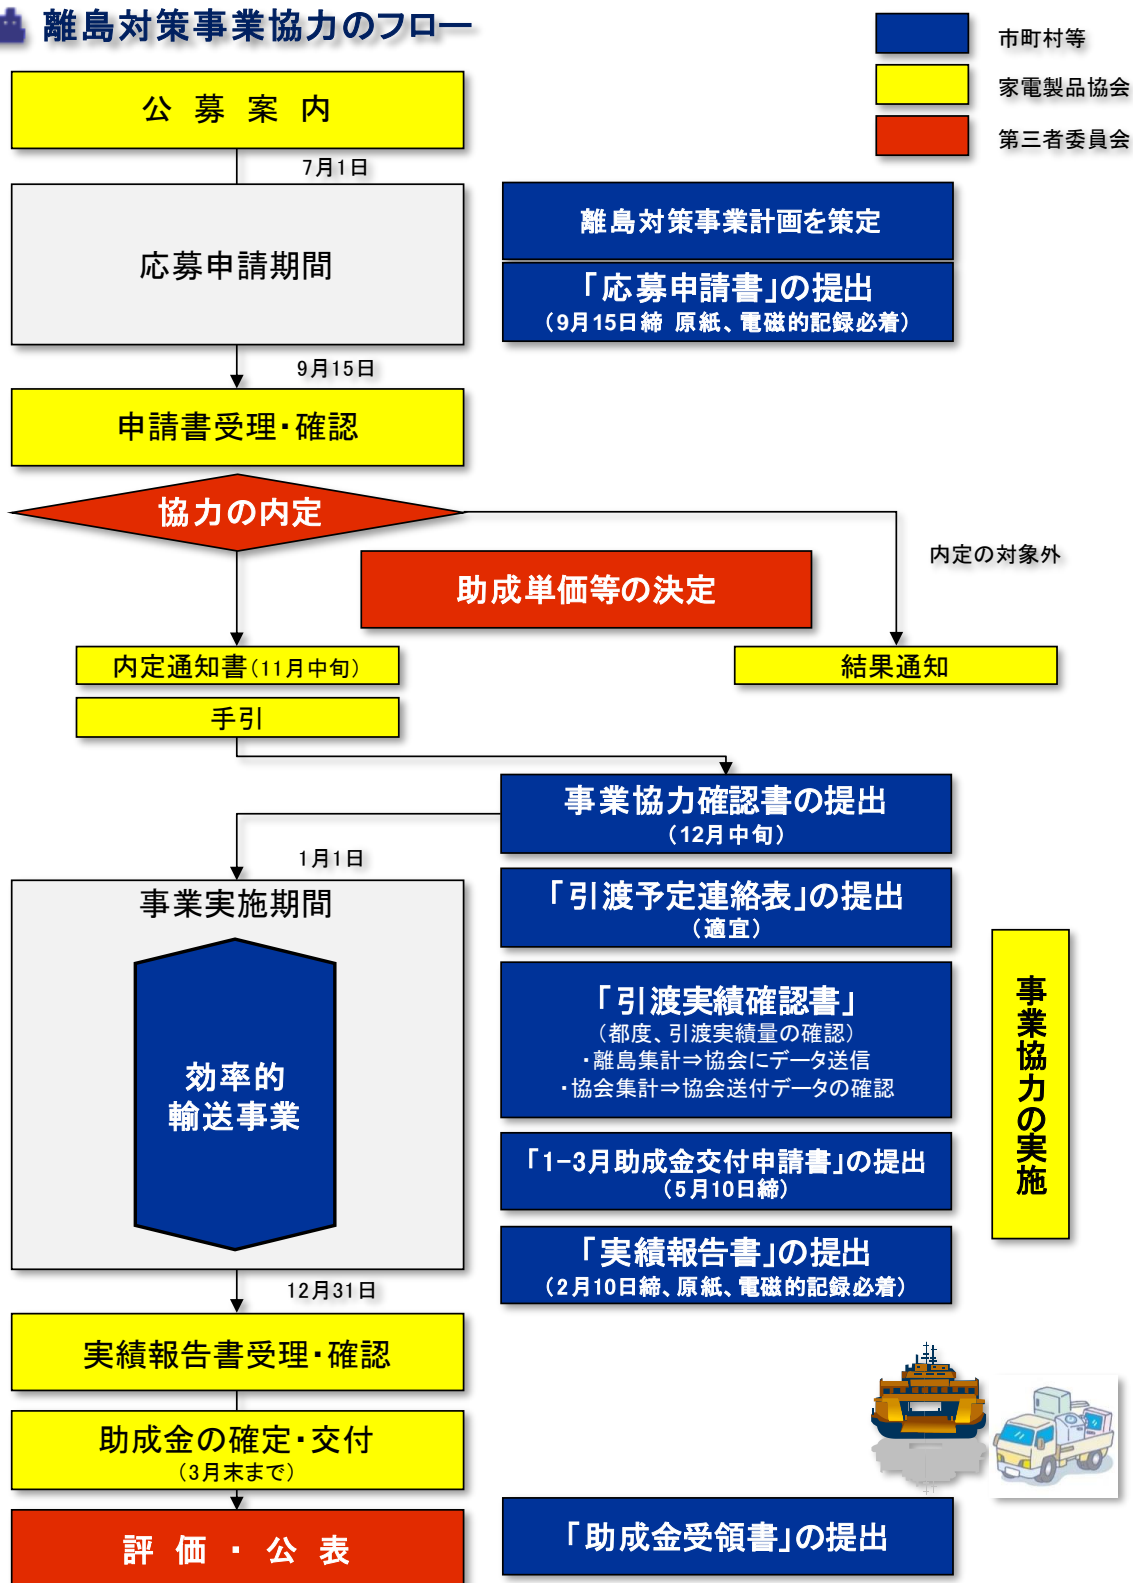 離島対策事業協力のフロー
市町村等
家電製品協会
第三者委員会
公 募 案 内
7月1日
応募申請期間
離島対策事業計画を策定
「応募申請書」の提出
（9月15日締 原紙、電磁的記録必着）
9月15日
申請書受理・確認
協力の内定
内定の対象外
助成単価等の決定
内定通知書（11月中旬）
結果通知
手引
事業協力確認書の提出
（12月中旬）
1月1日
事業実施期間
効率的
輸送事業
「引渡予定連絡表」の提出
（適宜）
「引渡実績確認書」
（都度、引渡実績量の確認）
・離島集計⇒協会にデータ送信
・協会集計⇒協会送付データの確認
「1-3月助成金交付申請書」の提出
（5月10日締）
「実績報告書」の提出
（2月10日締、原紙、電磁的記録必着）
事業協力の実施
12月31日
実績報告書受理・確認
助成金の確定・交付
（3月末まで）
評 価 ・ 公 表
「助成金受領書」の提出